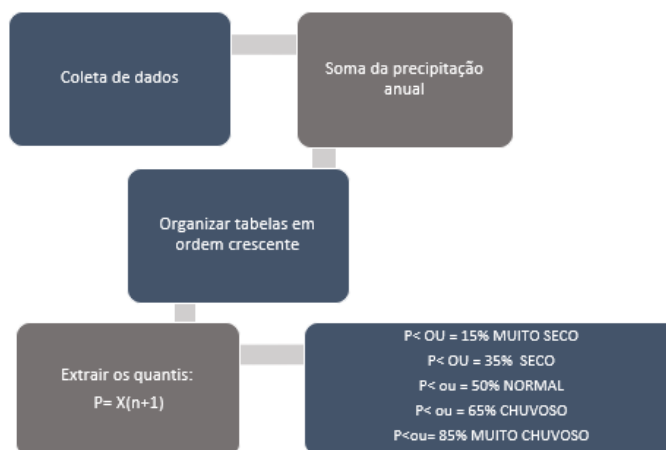 Coleta de dados
Soma da precipitação
anual
Organizar tabelas em
ordem crescente
Extrair os quantis:
P= X(n+1)
P< OU = 15% MUITO SECO
P< OU = 35% SECO
P< ou = 50% NORMAL
P< ou = 65% CHUVOSO
P<ou= 85% MUITO CHUVOSO